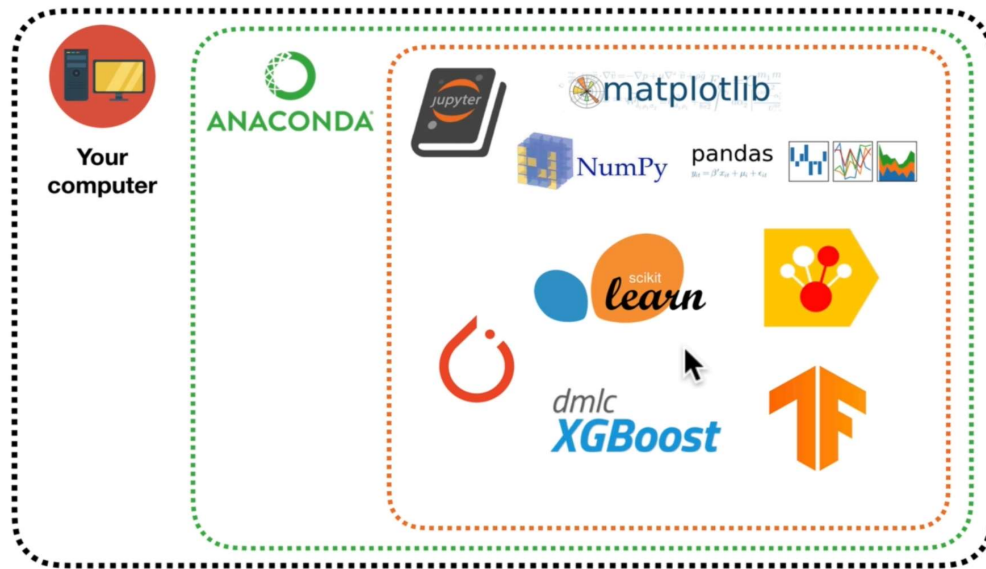 Your
computer
ANACONDA
jupyter
matplotlib
NumPy
pandas
scikit
learn
dmlc
XGBoost